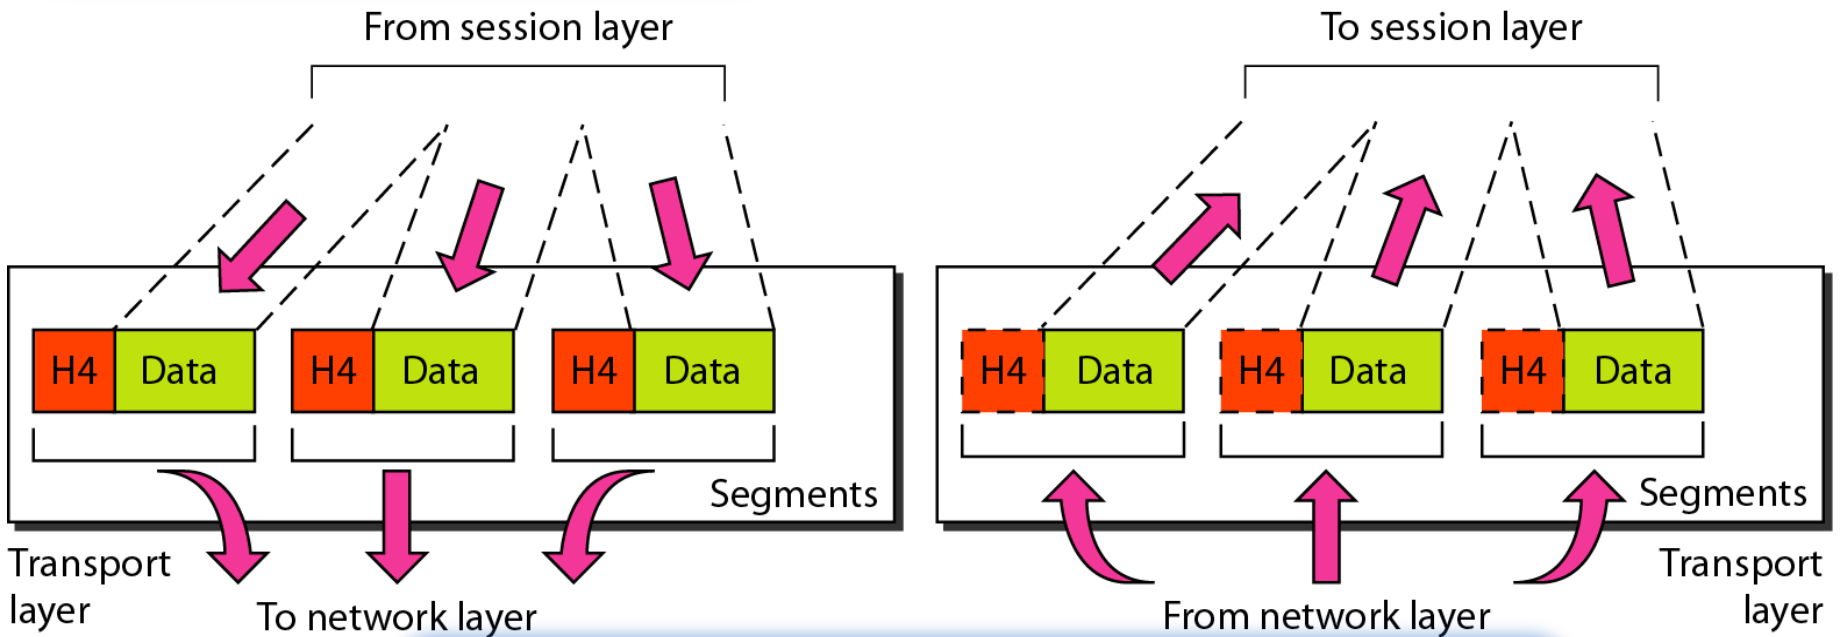 From session layer
H4 Data H4 Data H4 Data
Segments
Transport
layer
To network layer
To session layer
H4 Data H4 Data H4 Data
Segments
Transport
layer
From network layer